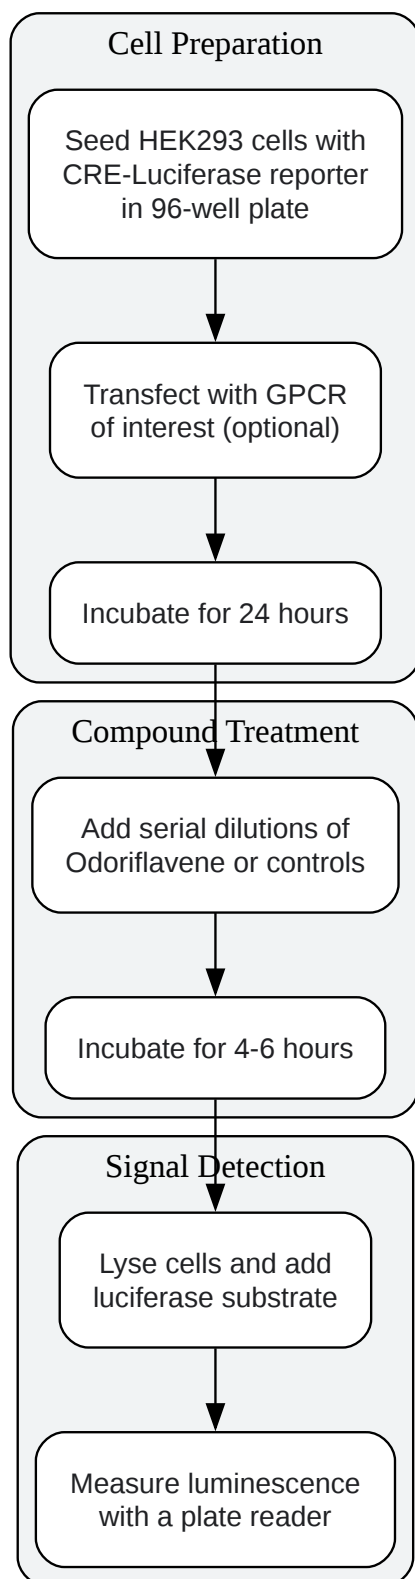 Cell Preparation
Seed HEK293 cells with
CRE-Luciferase reporter
in 96-well plate
Transfect with GPCR
of interest (optional)
Incubate for 24 hours
Compound Treatment
Add serial dilutions of
Odoriflavene or controls
Incubate for 4-6 hours
Signal Detection
Lyse cells and add
luciferase substrate
Measure luminescence
with a plate reader